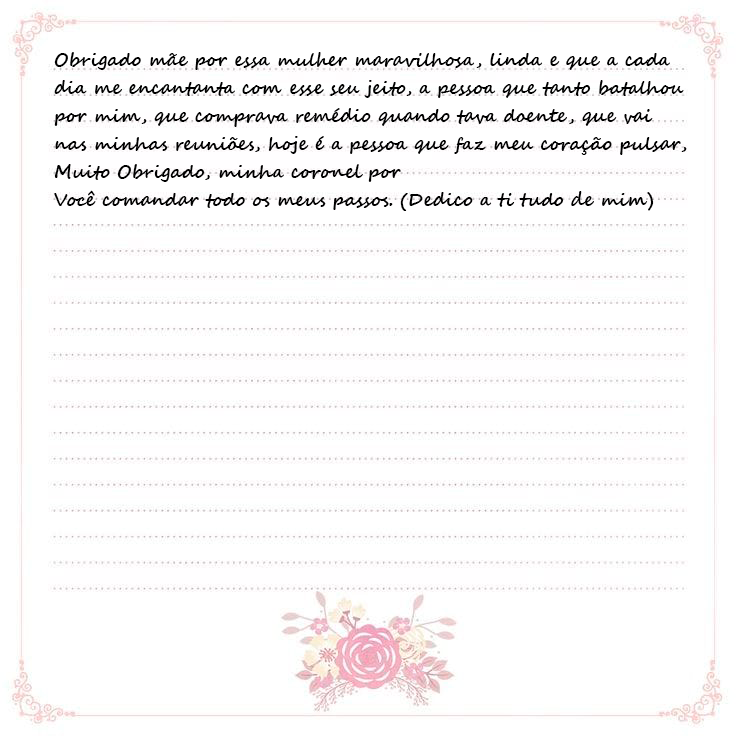 Obrigado mãe por essa mulher maravilhosa, linda e que a cada
dia me encantanta com esse seu jeito, a pessoa que tanto batalhou
por mim, que comprava remédio quando tava doente, que vai
nas minhas reuniões, hoje é a pessoa que faz meu coração pulsar,
Muito Obrigado, minha coronel por
Você comandar todo os meus passos. (Dedico a ti tudo de mim)